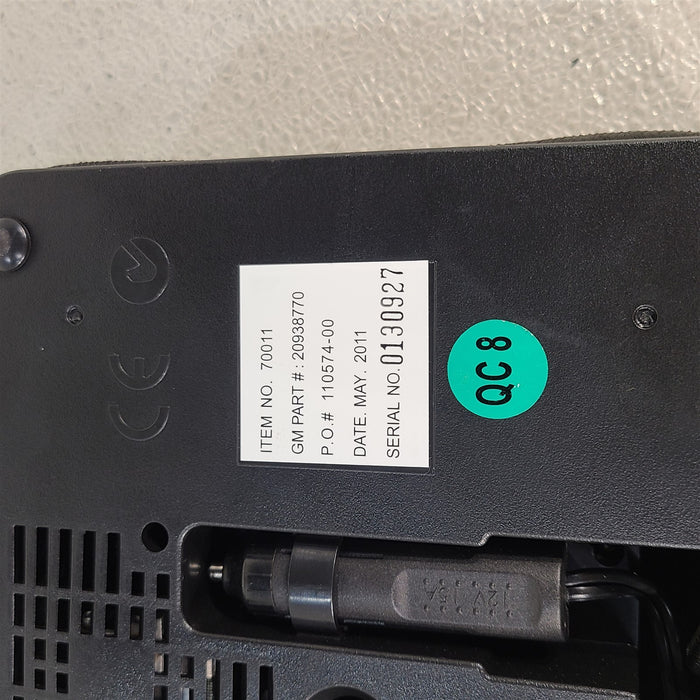 ITEM NO. 70011
GM PART #: 20938770
P.O.# 110574-00
DATE. MAY. 2011
SERIAL NO. 0130927
QC 8
CE
12V 15A